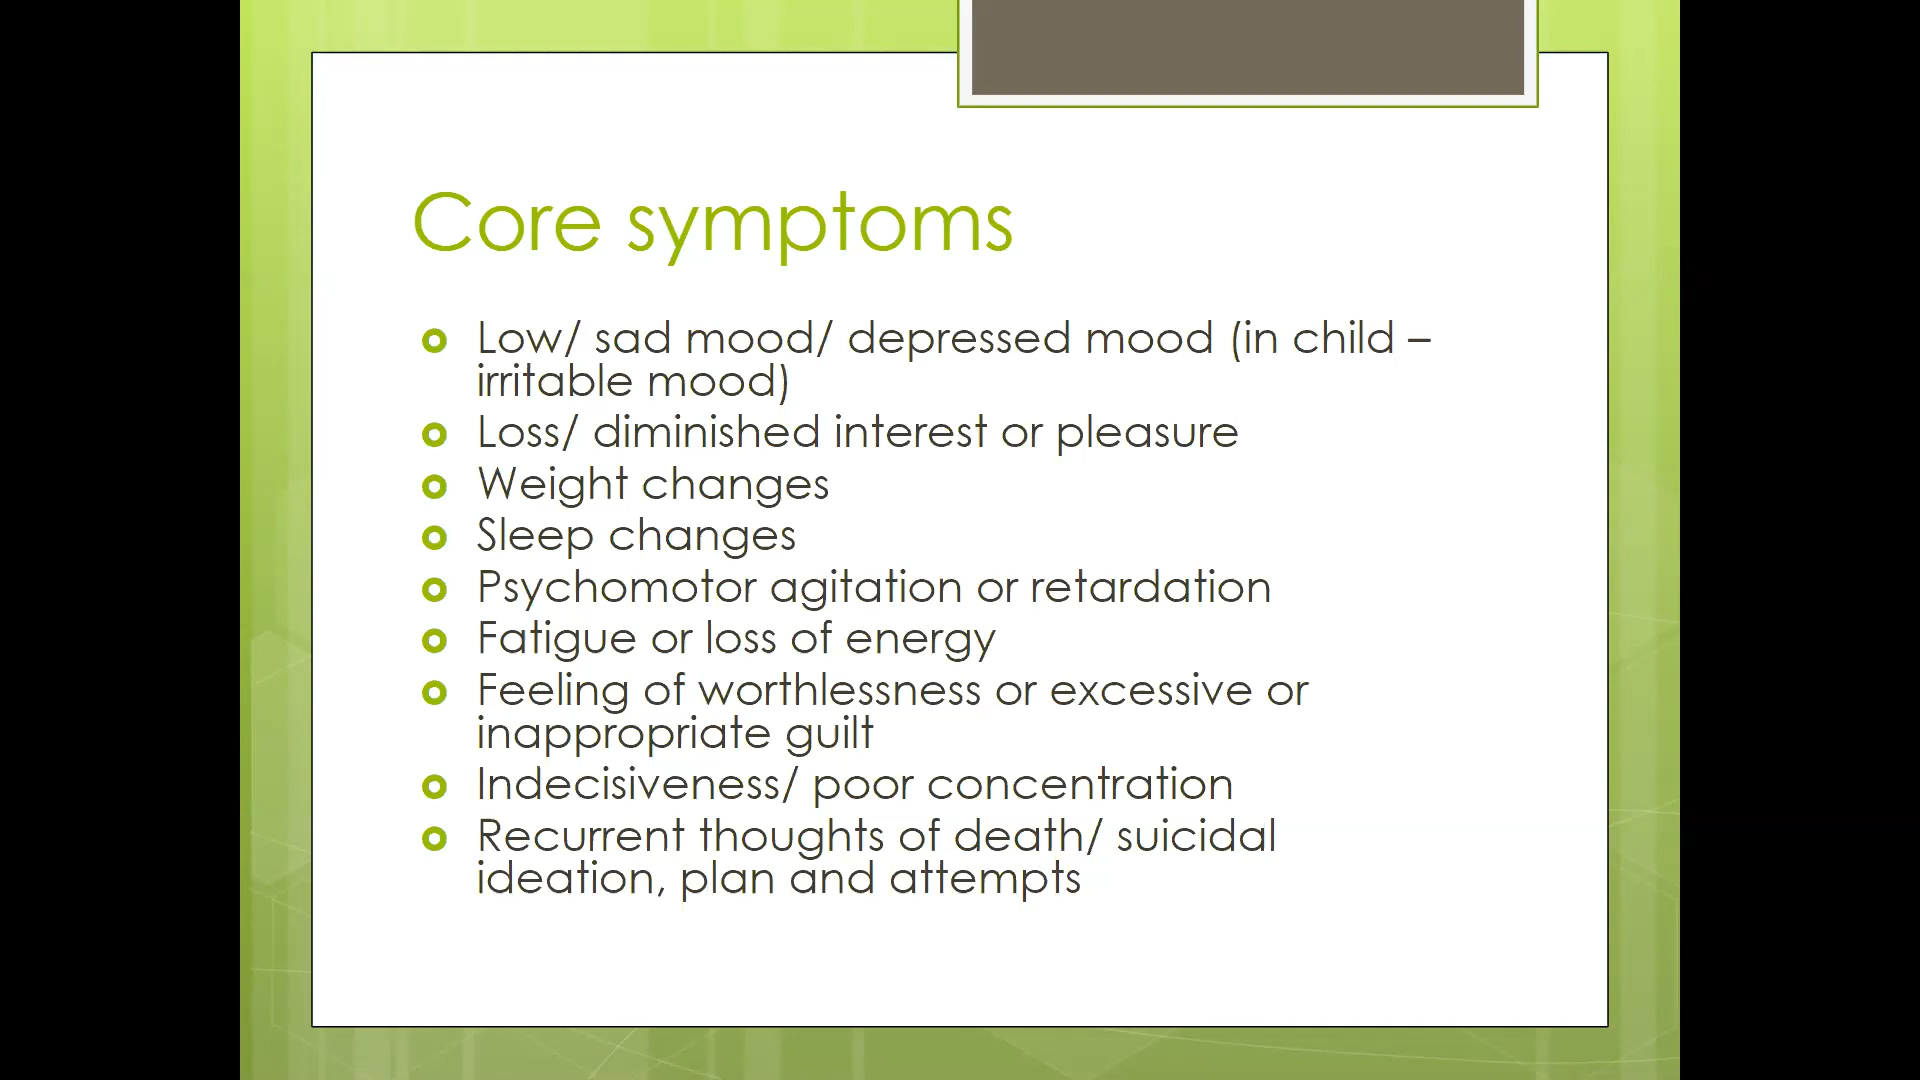 Core symptoms
Low/ sad mood/ depressed mood (in child –
irritable mood)
Loss/ diminished interest or pleasure
Weight changes
Sleep changes
Psychomotor agitation or retardation
Fatigue or loss of energy
Feeling of worthlessness or excessive or
inappropriate guilt
Indecisiveness/ poor concentration
Recurrent thoughts of death/ suicidal
ideation, plan and attempts